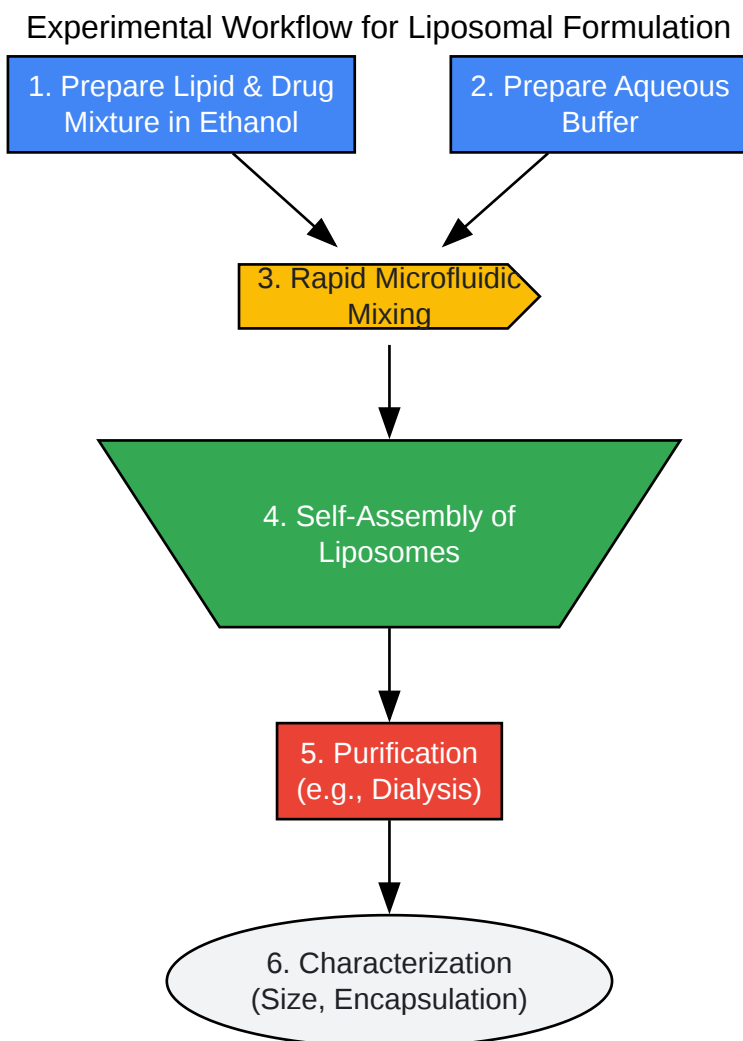 Experimental Workflow for Liposomal Formulation
1. Prepare Lipid & Drug
Mixture in Ethanol
2. Prepare Aqueous
Buffer
3. Rapid Microfluidic
Mixing
4. Self-Assembly of
Liposomes
5. Purification
(e.g., Dialysis)
6. Characterization
(Size, Encapsulation)